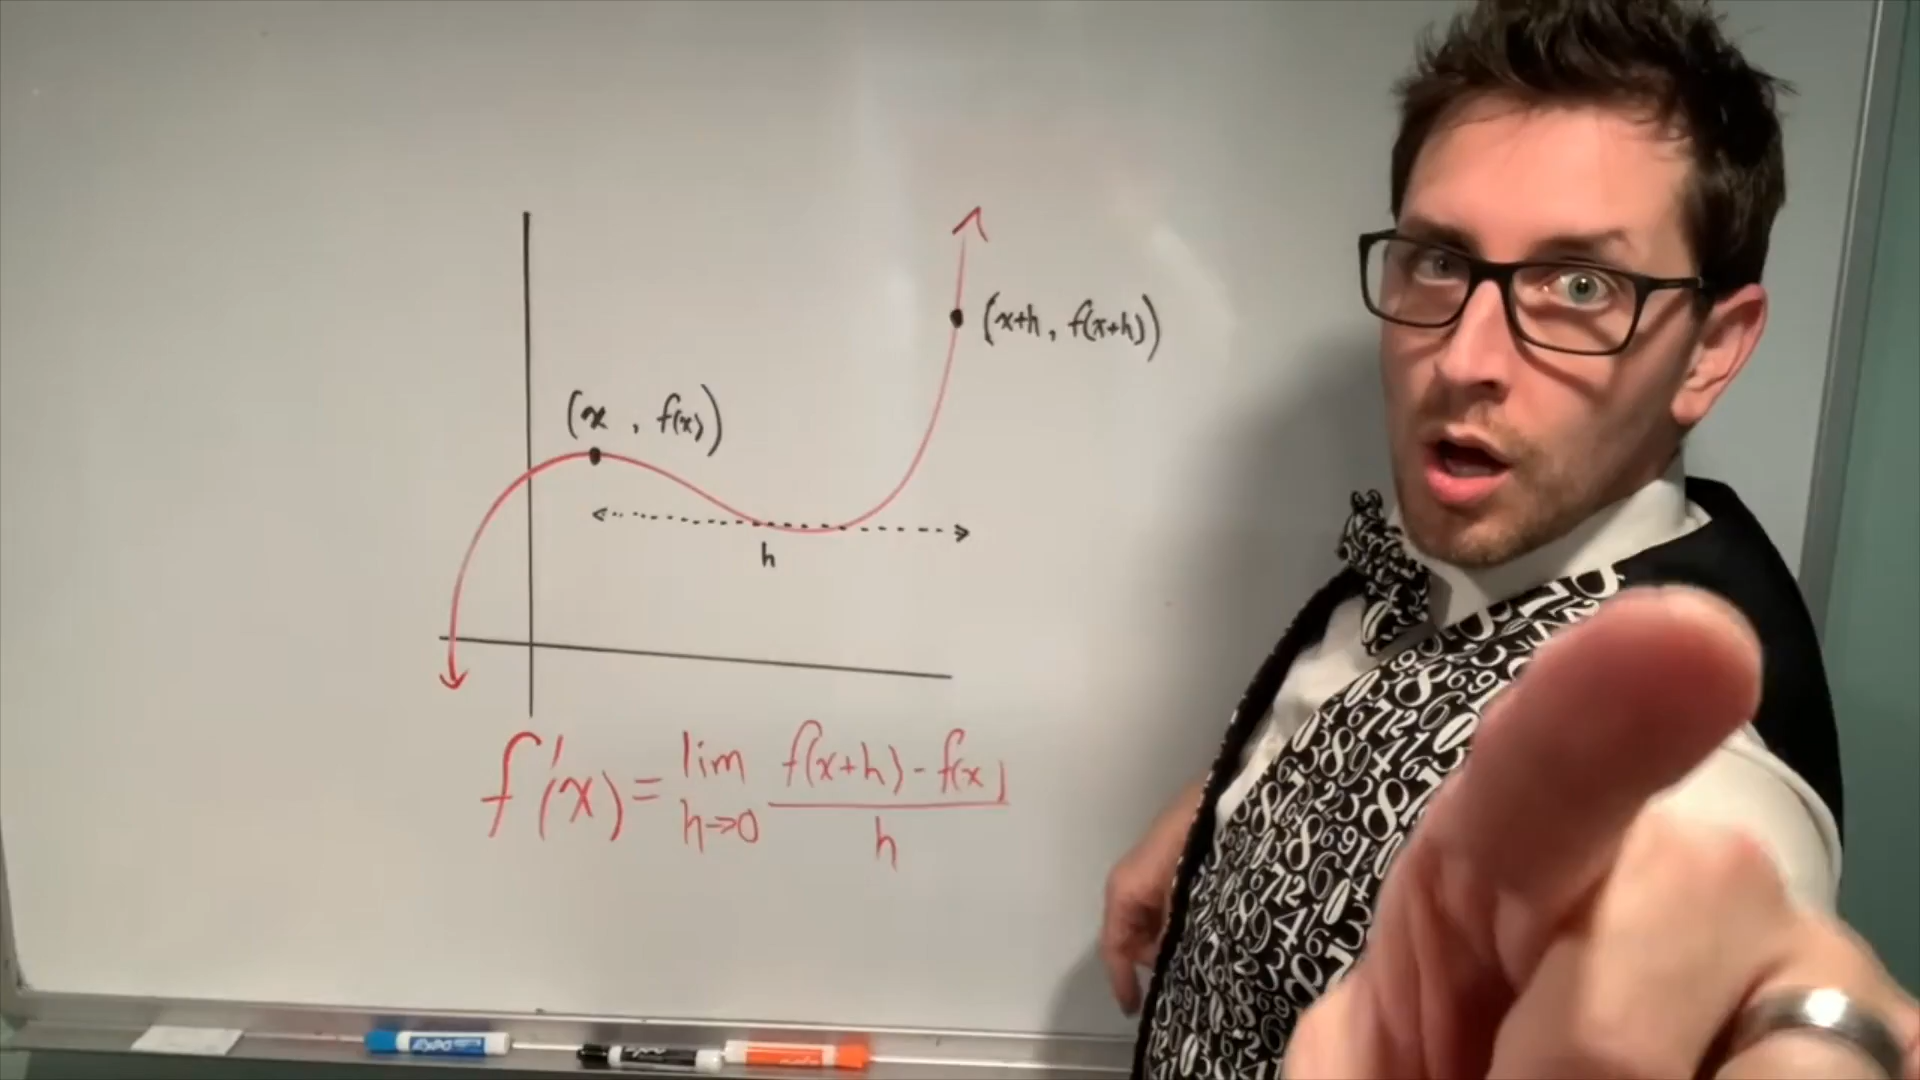 (x+h, f(x+h))
(x, f(x))
h
f'(x) = lim h→0 f(x+h) - f(x) / h